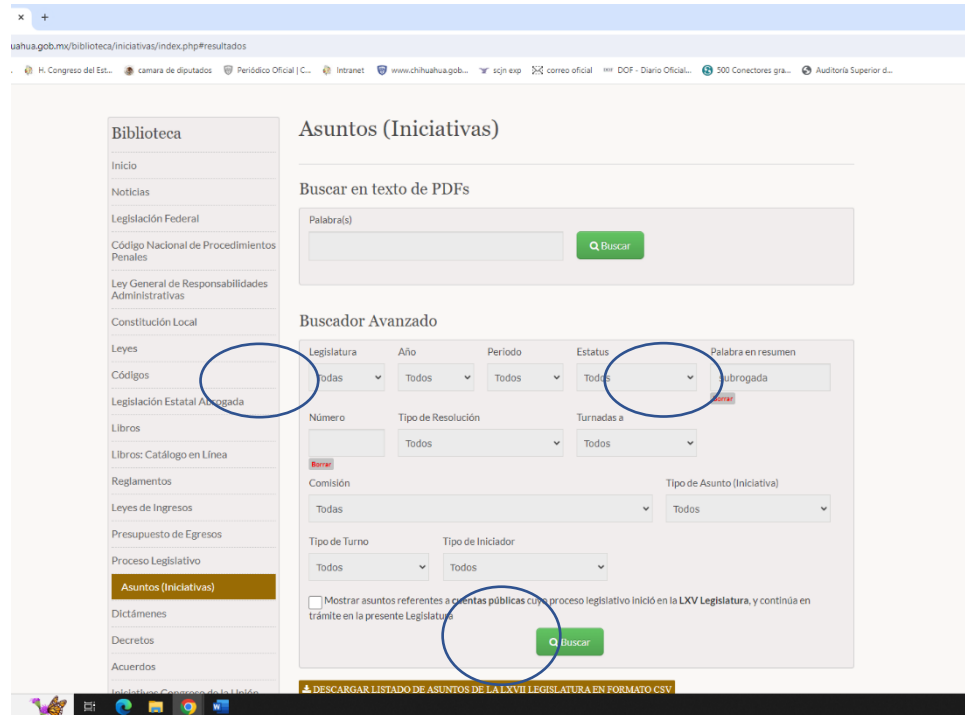 × +
uahua.gob.mx/biblioteca/iniciativas/index.php#resultados
H. Congreso del Est... camara de diputados Periódico Oficial | C... Intranet www.chihuahua.gob... scjn exp correo oficial DOF - Diario Oficial... 500 Conectores gra... Auditoría Superior d...
Biblioteca
Inicio
Noticias
Legislación Federal
Código Nacional de Procedimientos
Penales
Ley General de Responsabilidades
Administrativas
Constitución Local
Leyes
Códigos
Legislación Estatal Abrogada
Libros
Libros: Catálogo en Línea
Reglamentos
Leyes de Ingresos
Presupuesto de Egresos
Proceso Legislativo
Asuntos (Iniciativas)
Dictámenes
Decretos
Acuerdos
Iniciativas Congreso de la Unión
Asuntos (Iniciativas)
Buscar en texto de PDFs
Palabra(s)
Buscar
Buscador Avanzado
Legislatura Año Periodo Estatus Palabra en resumen
Todas Todos Todos Todos subrogada
Borrar
Número Tipo de Resolución Turnadas a
Todos Todos
Borrar
Comisión Tipo de Asunto (Iniciativa)
Todas Todos
Tipo de Turno Tipo de Iniciador
Todos Todos
Mostrar asuntos referentes a cuentas públicas cuyo proceso legislativo inició en la LXV Legislatura, y continúa en
trámite en la presente Legislatura
Buscar
DESCARGAR LISTADO DE ASUNTOS DE LA LXVII LEGISLATURA EN FORMATO CSV